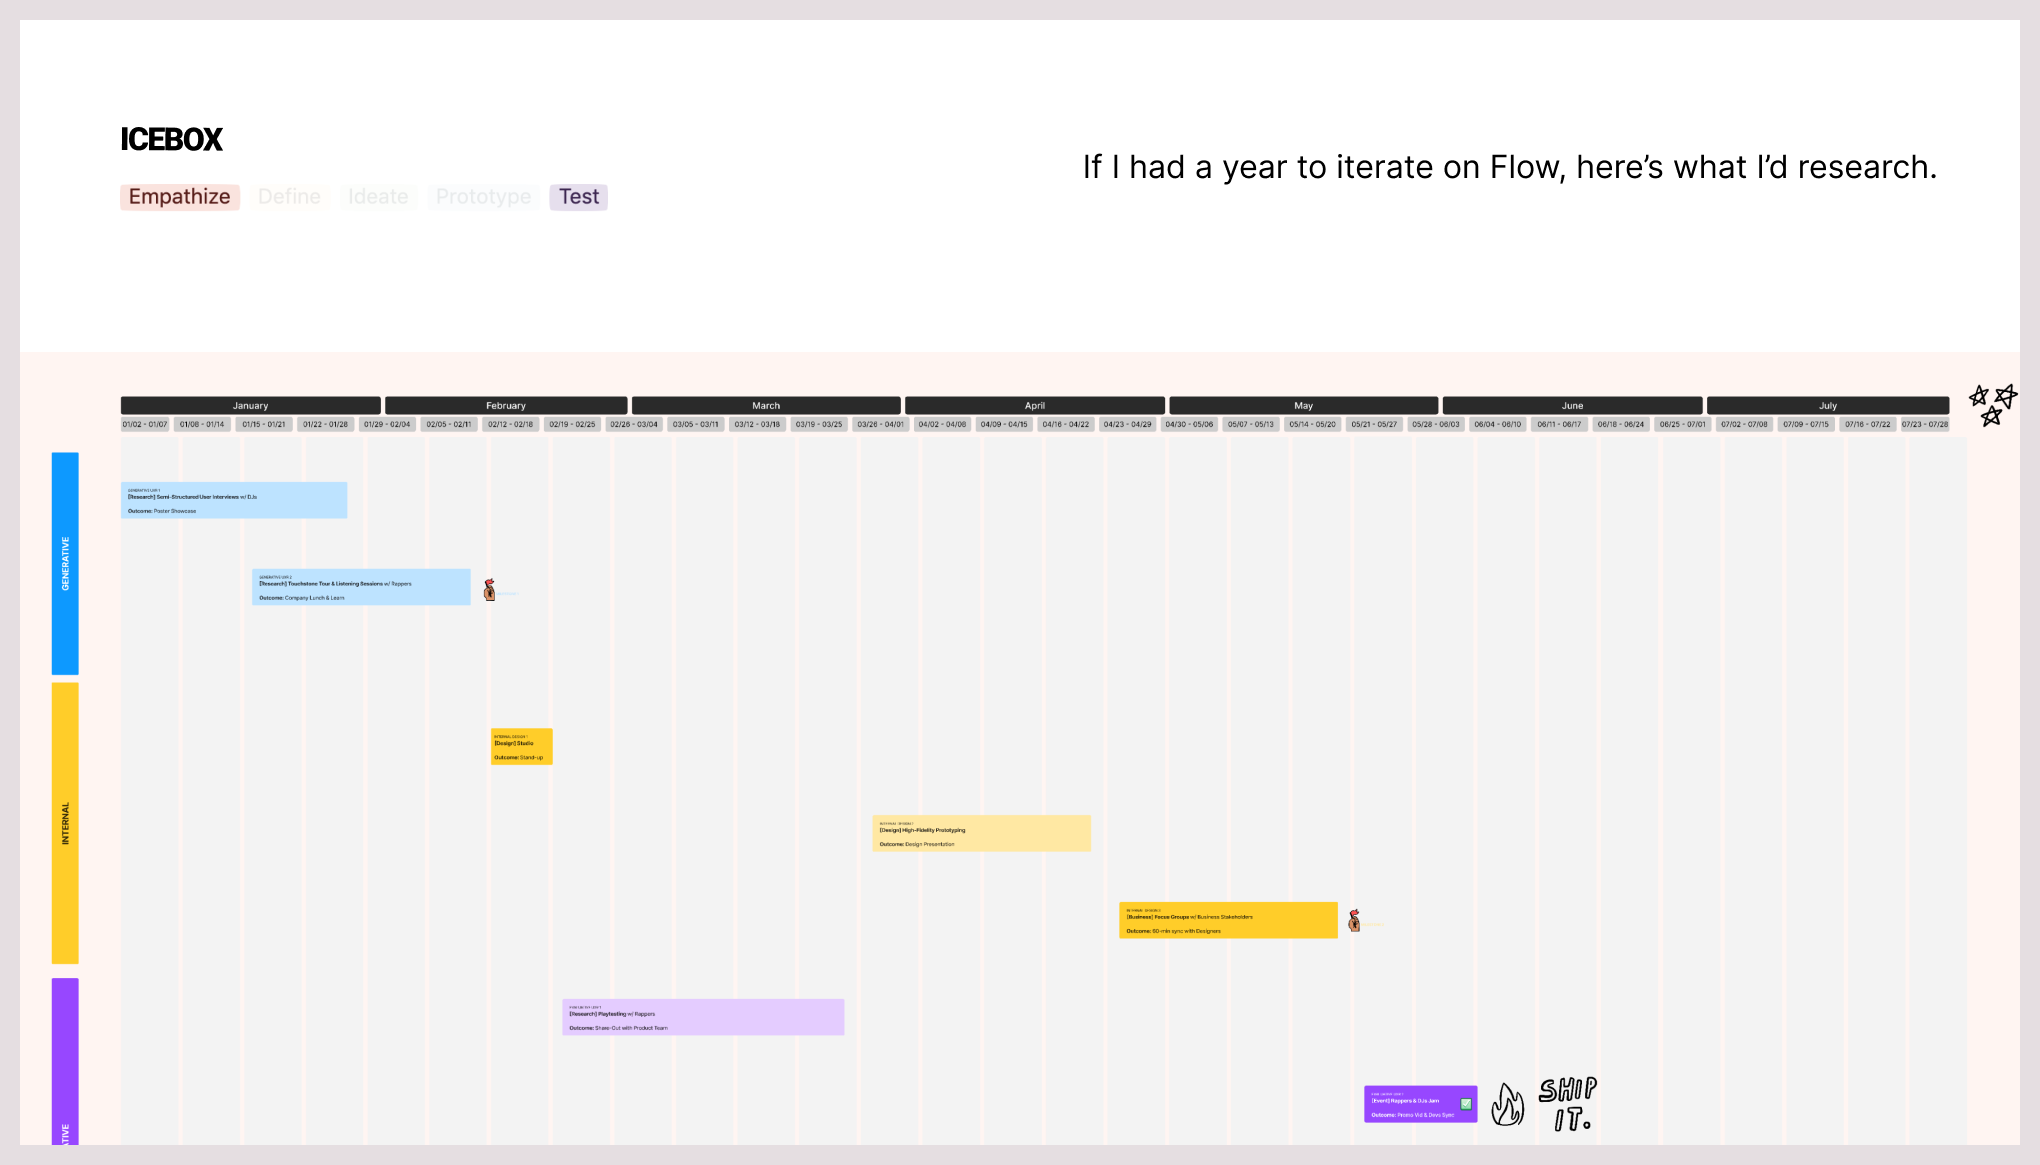 ICEBOX
If I had a year to iterate on Flow, here's what I'd research.
Empathize Define Ideate Prototype Test
January February March April May June July
01/02 - 01/07 01/08 - 01/14 01/15 - 01/21 01/22 - 01/28 01/29 - 02/04 02/05 - 02/11 02/12 - 02/18 02/19 - 02/25 02/26 - 03/04 03/05 - 03/11 03/12 - 03/18 03/19 - 03/25 03/26 - 04/01 04/02 - 04/08 04/09 - 04/15 04/16 - 04/22 04/23 - 04/29 04/30 - 05/06 05/07 - 05/13 05/14 - 05/20 05/21 - 05/27 05/28 - 06/03 06/04 - 06/10 06/11 - 06/17 06/18 - 06/24 06/25 - 07/01 07/02 - 07/08 07/09 - 07/15 07/16 - 07/22 07/23 - 07/28
GENERATIVE
GENERATIVE UXR 1
[Research] Semi-Structured User Interviews w/ DJs
Outcome: Poster Showcase
GENERATIVE UXR 2
[Research] Touchstone Tour & Listening Sessions w/ Rappers
Outcome: Company Lunch & Learn
INTERNAL
INTERNAL DESIGN 1
[Design] Studio
Outcome: Stand-up
[Design] High-Fidelity Prototyping
Outcome: Design Presentation
[Business] Focus Groups w/ Business Stakeholders
Outcome: 60-min sync with Designers
ATIVE
[Research] Playtesting w/ Rappers
Outcome: Share-Out with Product Team
[Event] Rappers & DJs Jam
Outcome: Promo Vid & Devs Sync
SHIP
IT.